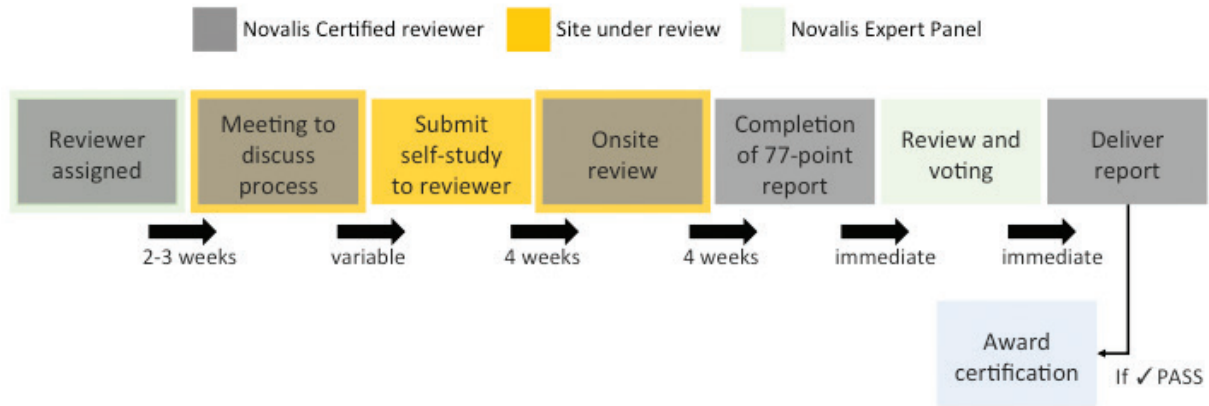 Novalis Certified reviewer
Site under review
Novalis Expert Panel
Reviewer
assigned
Meeting to
discuss
process
Submit
self-study
to reviewer
Onsite
review
Completion
of 77-point
report
Review and
voting
Deliver
report
2-3 weeks
variable
4 weeks
4 weeks
immediate
immediate
Award
certification
If ✓ PASS